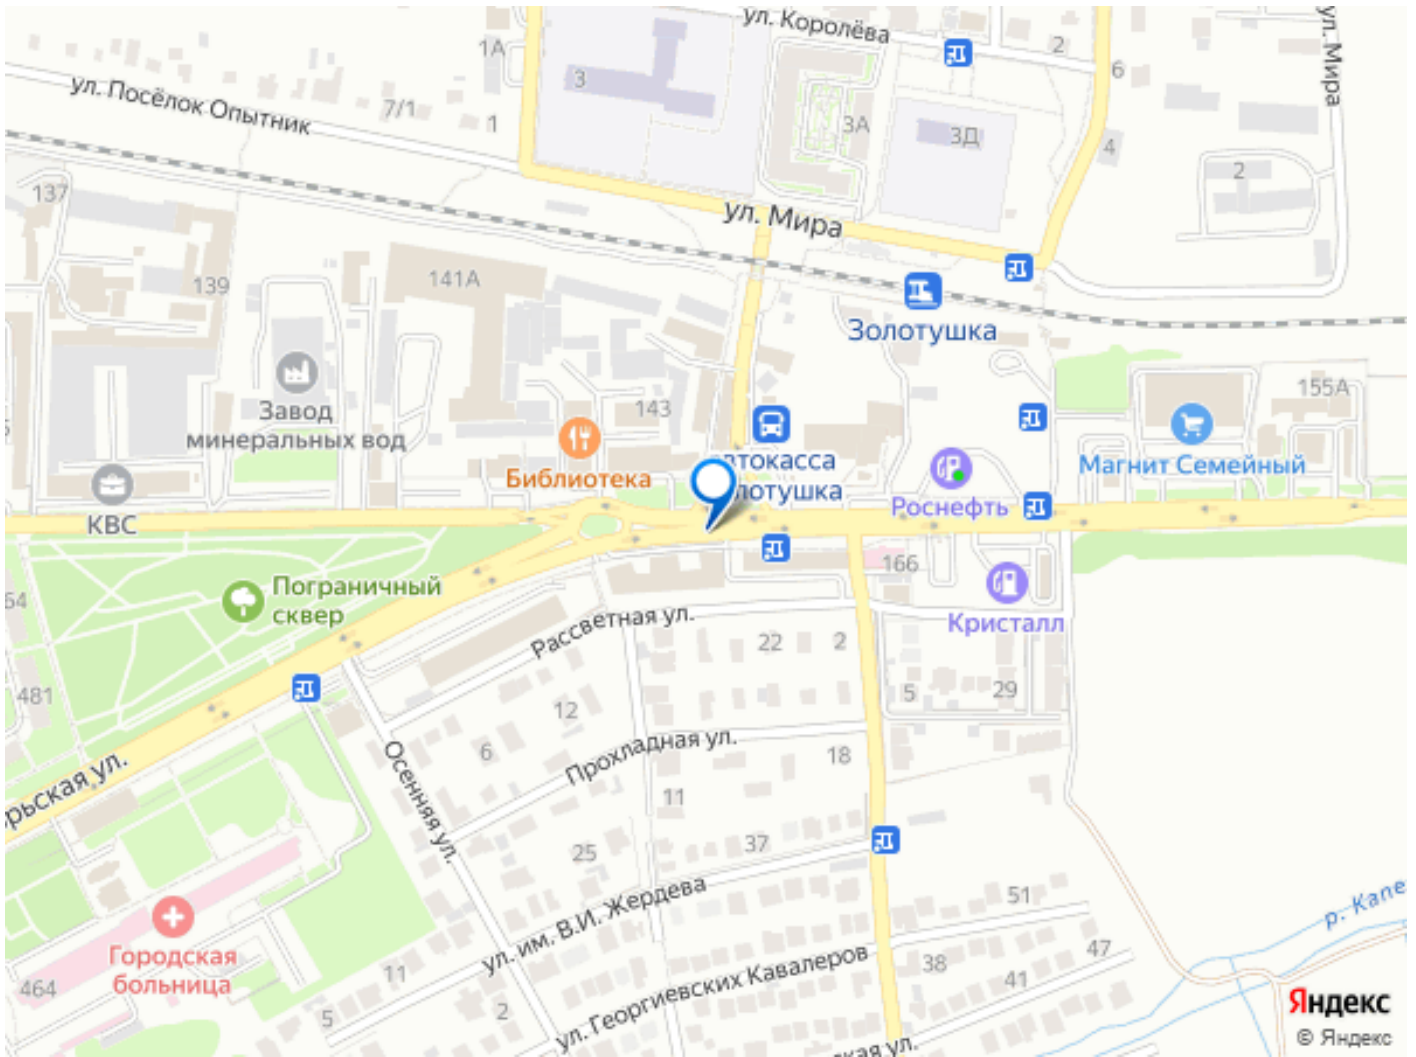 ул. Королёва
1А
2
ул. Мира
3
6
ул. Посёлок Опытник
7/1
1
3А
3Д
4
2
137
ул. Мира
139
141А
Золотушка
155А
Завод
минеральных вод
143
Библиотека
Магнит Семейный
КВС
Роснефть
166
Пограничный
сквер
Кристалл
Рассветная ул.
22
2
5
29
481
12
6
Прохладная ул.
18
Осенняя ул.
11
37
25
ул. им. В.И. Жердева
51
р.
Городская
больница
464
11
5
2
ул. Георгиевских Кавалеров
38
41
47
ул.
Яндекс
© Яндекс